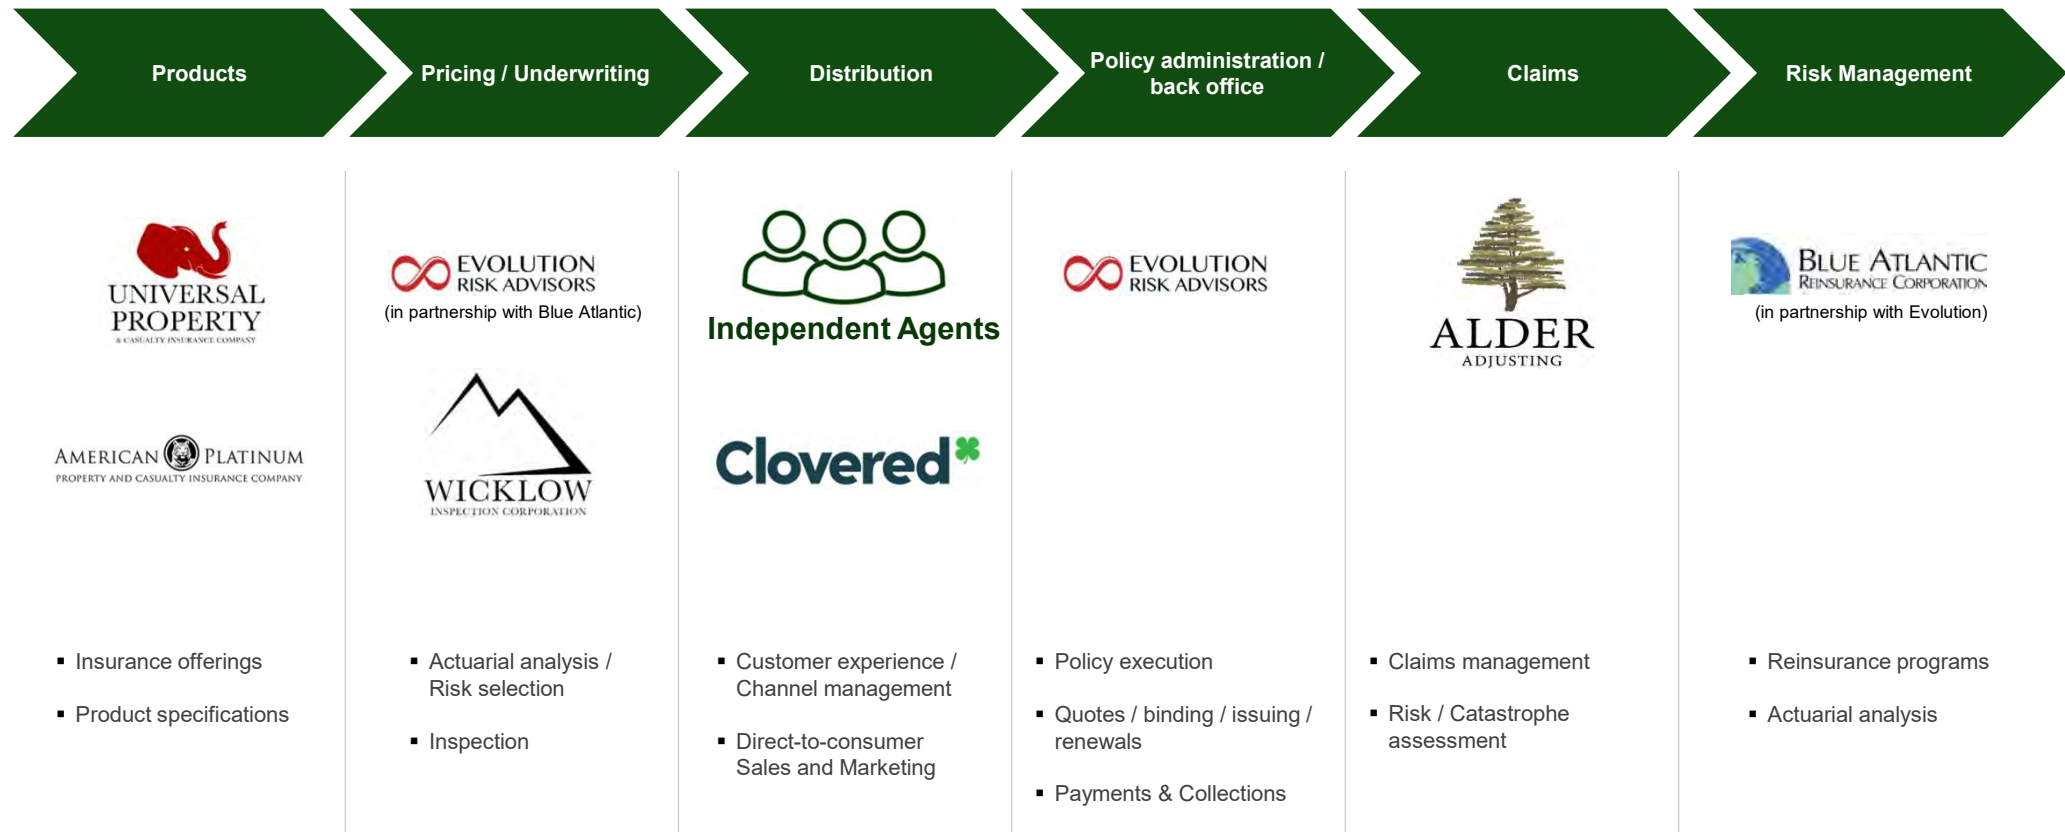 Products
Pricing / Underwriting
Distribution
Policy administration /
back office
Claims
Risk Management
UNIVERSAL
PROPERTY
& CASUALTY INSURANCE COMPANY
AMERICAN PLATINUM
PROPERTY AND CASUALTY INSURANCE COMPANY
▪ Insurance offerings
▪ Product specifications
EVOLUTION
RISK ADVISORS
(in partnership with Blue Atlantic)
WICKLOW
INSPECTION CORPORATION
▪ Actuarial analysis /
Risk selection
▪ Inspection
Independent Agents
Clovered
▪ Customer experience /
Channel management
▪ Direct-to-consumer
Sales and Marketing
EVOLUTION
RISK ADVISORS
▪ Policy execution
▪ Quotes / binding / issuing /
renewals
▪ Payments & Collections
ALDER
ADJUSTING
▪ Claims management
▪ Risk / Catastrophe
assessment
BLUE ATLANTIC
REINSURANCE CORPORATION
(in partnership with Evolution)
▪ Reinsurance programs
▪ Actuarial analysis